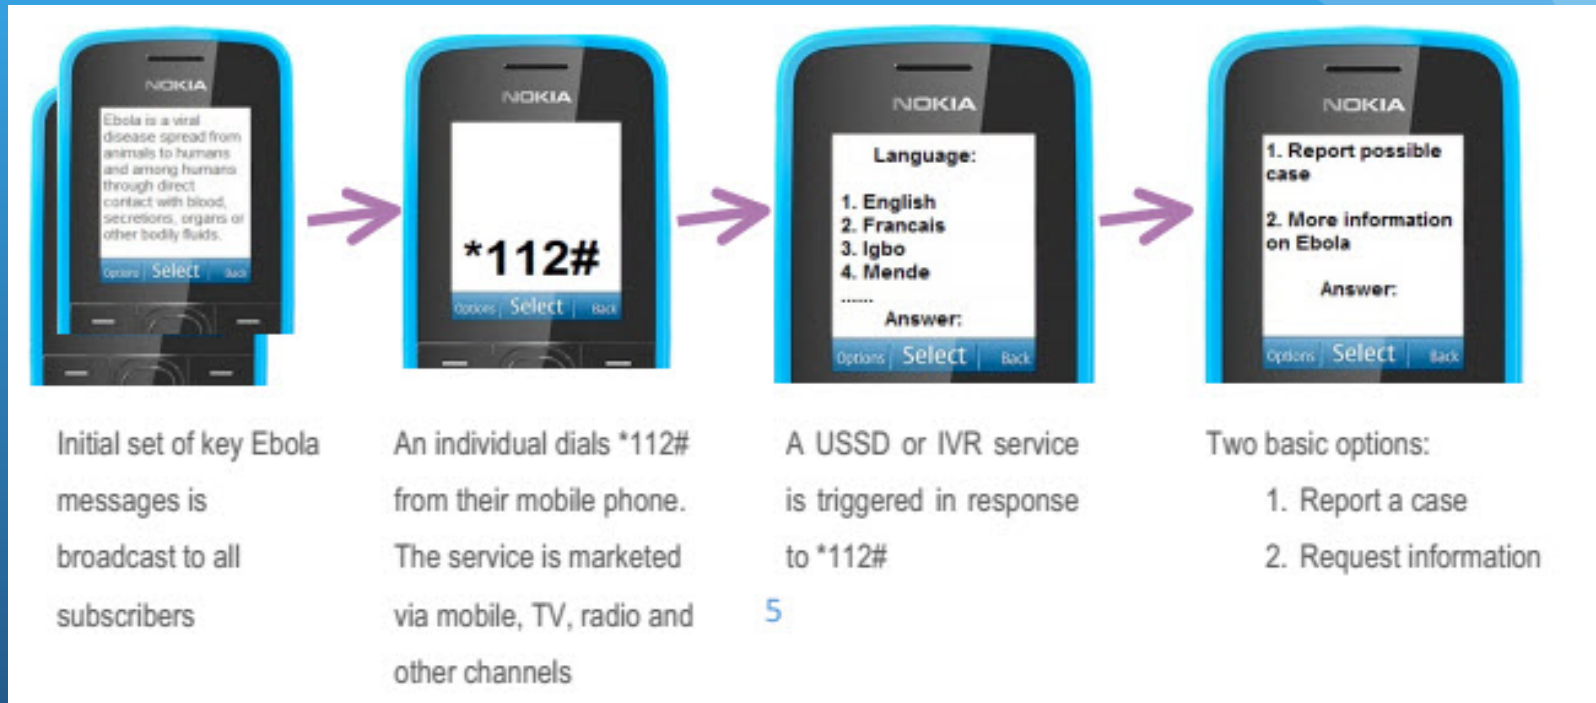 NOKIA
Ebola is a viral
disease spread from
animals to humans
and among humans
through direct
contact with blood,
secretions, organs or
other bodily fluids.
Options Select Back
NOKIA
*112#
Options Select Back
NOKIA
Language:
1. English
2. Francais
3. Igbo
4. Mende
......
Answer:
Options Select Back
NOKIA
1. Report possible
case
2. More information
on Ebola
Answer:
Options Select Back
Initial set of key Ebola
messages is
broadcast to all
subscribers
An individual dials *112#
from their mobile phone.
The service is marketed
via mobile, TV, radio and
other channels
A USSD or IVR service
is triggered in response
to *112#
Two basic options:
1. Report a case
2. Request information
5